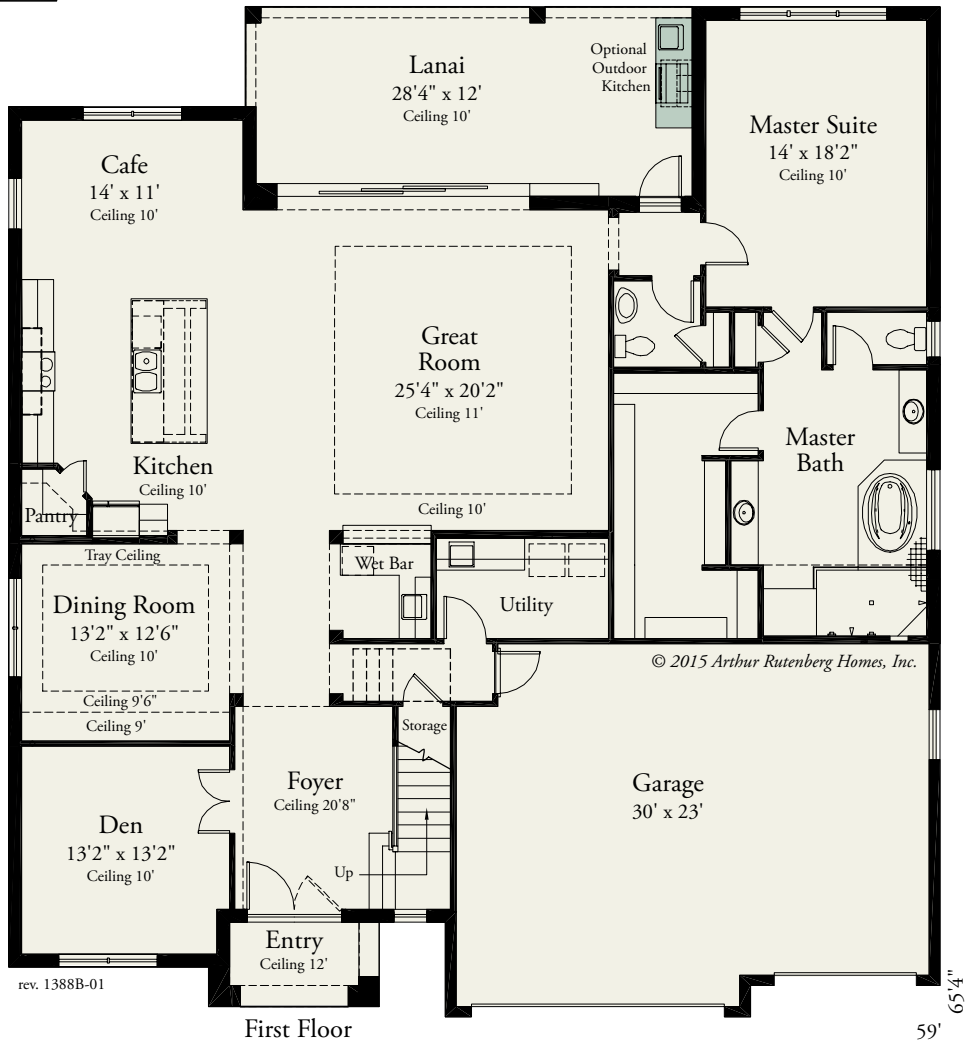 Lanai
28'4" x 12'
Ceiling 10'
Optional
Outdoor
Kitchen
Master Suite
14' x 18'2"
Ceiling 10'
Cafe
14' x 11'
Ceiling 10'
Great
Room
25'4" x 20'2"
Ceiling 11'
Ceiling 10'
Kitchen
Ceiling 10'
Pantry
Master
Bath
Tray Ceiling
Dining Room
13'2" x 12'6"
Ceiling 10'
Ceiling 9'6"
Ceiling 9'
Wet Bar
Utility
© 2015 Arthur Rutenberg Homes, Inc.
Storage
Foyer
Ceiling 20'8"
Up
Garage
30' x 23'
Den
13'2" x 13'2"
Ceiling 10'
Entry
Ceiling 12'
rev. 1388B-01
First Floor
65'4"
59'